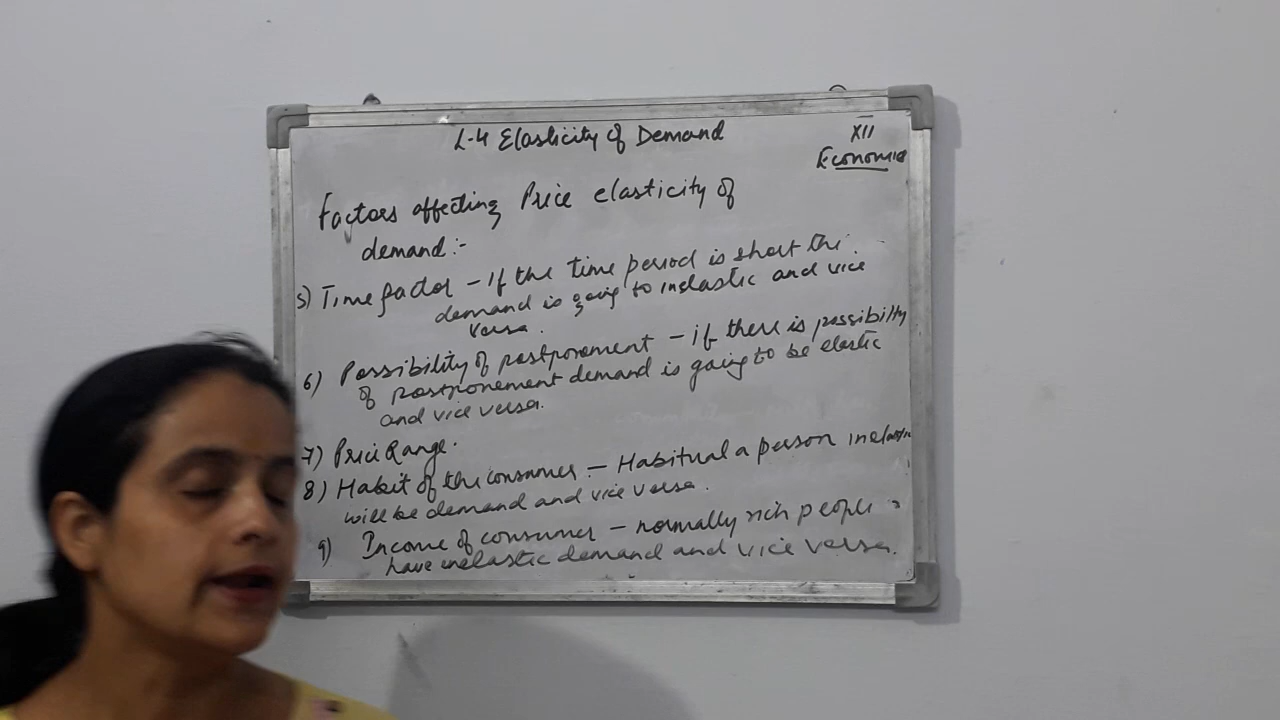 L-4 Elasticity of Demand
XII
Economics
Factors affecting Price elasticity of
demand :-
5) Time factor - if the time period is short the
demand is going to inelastic and vice
versa.
6) Possibility of postponement - if there is possibility
of postponement demand is going to be elastic
and vice versa.
7) Price Range.
8) Habit of the consumer - Habitual a person inelastic
will be demand and vice versa.
9) Income of consumer - normally rich people
have inelastic demand and vice versa.